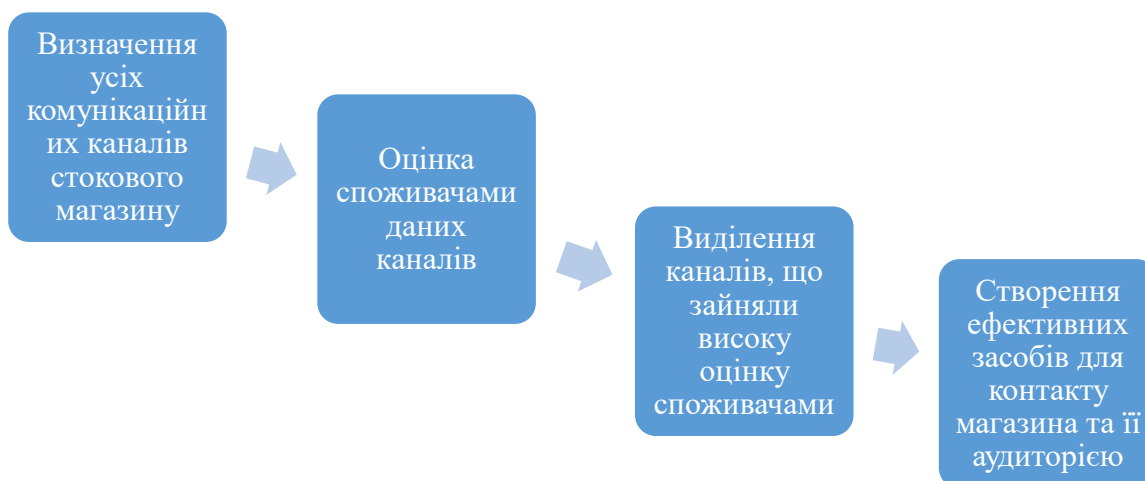 Визначення
усіх
комунікаційн
их каналів
стокового
магазину
Оцінка
споживачами
даних
каналів
Виділення
каналів, що
зайняли
високу
оцінку
споживачами
Створення
ефективних
засобів для
контакту
магазина та її
аудиторією